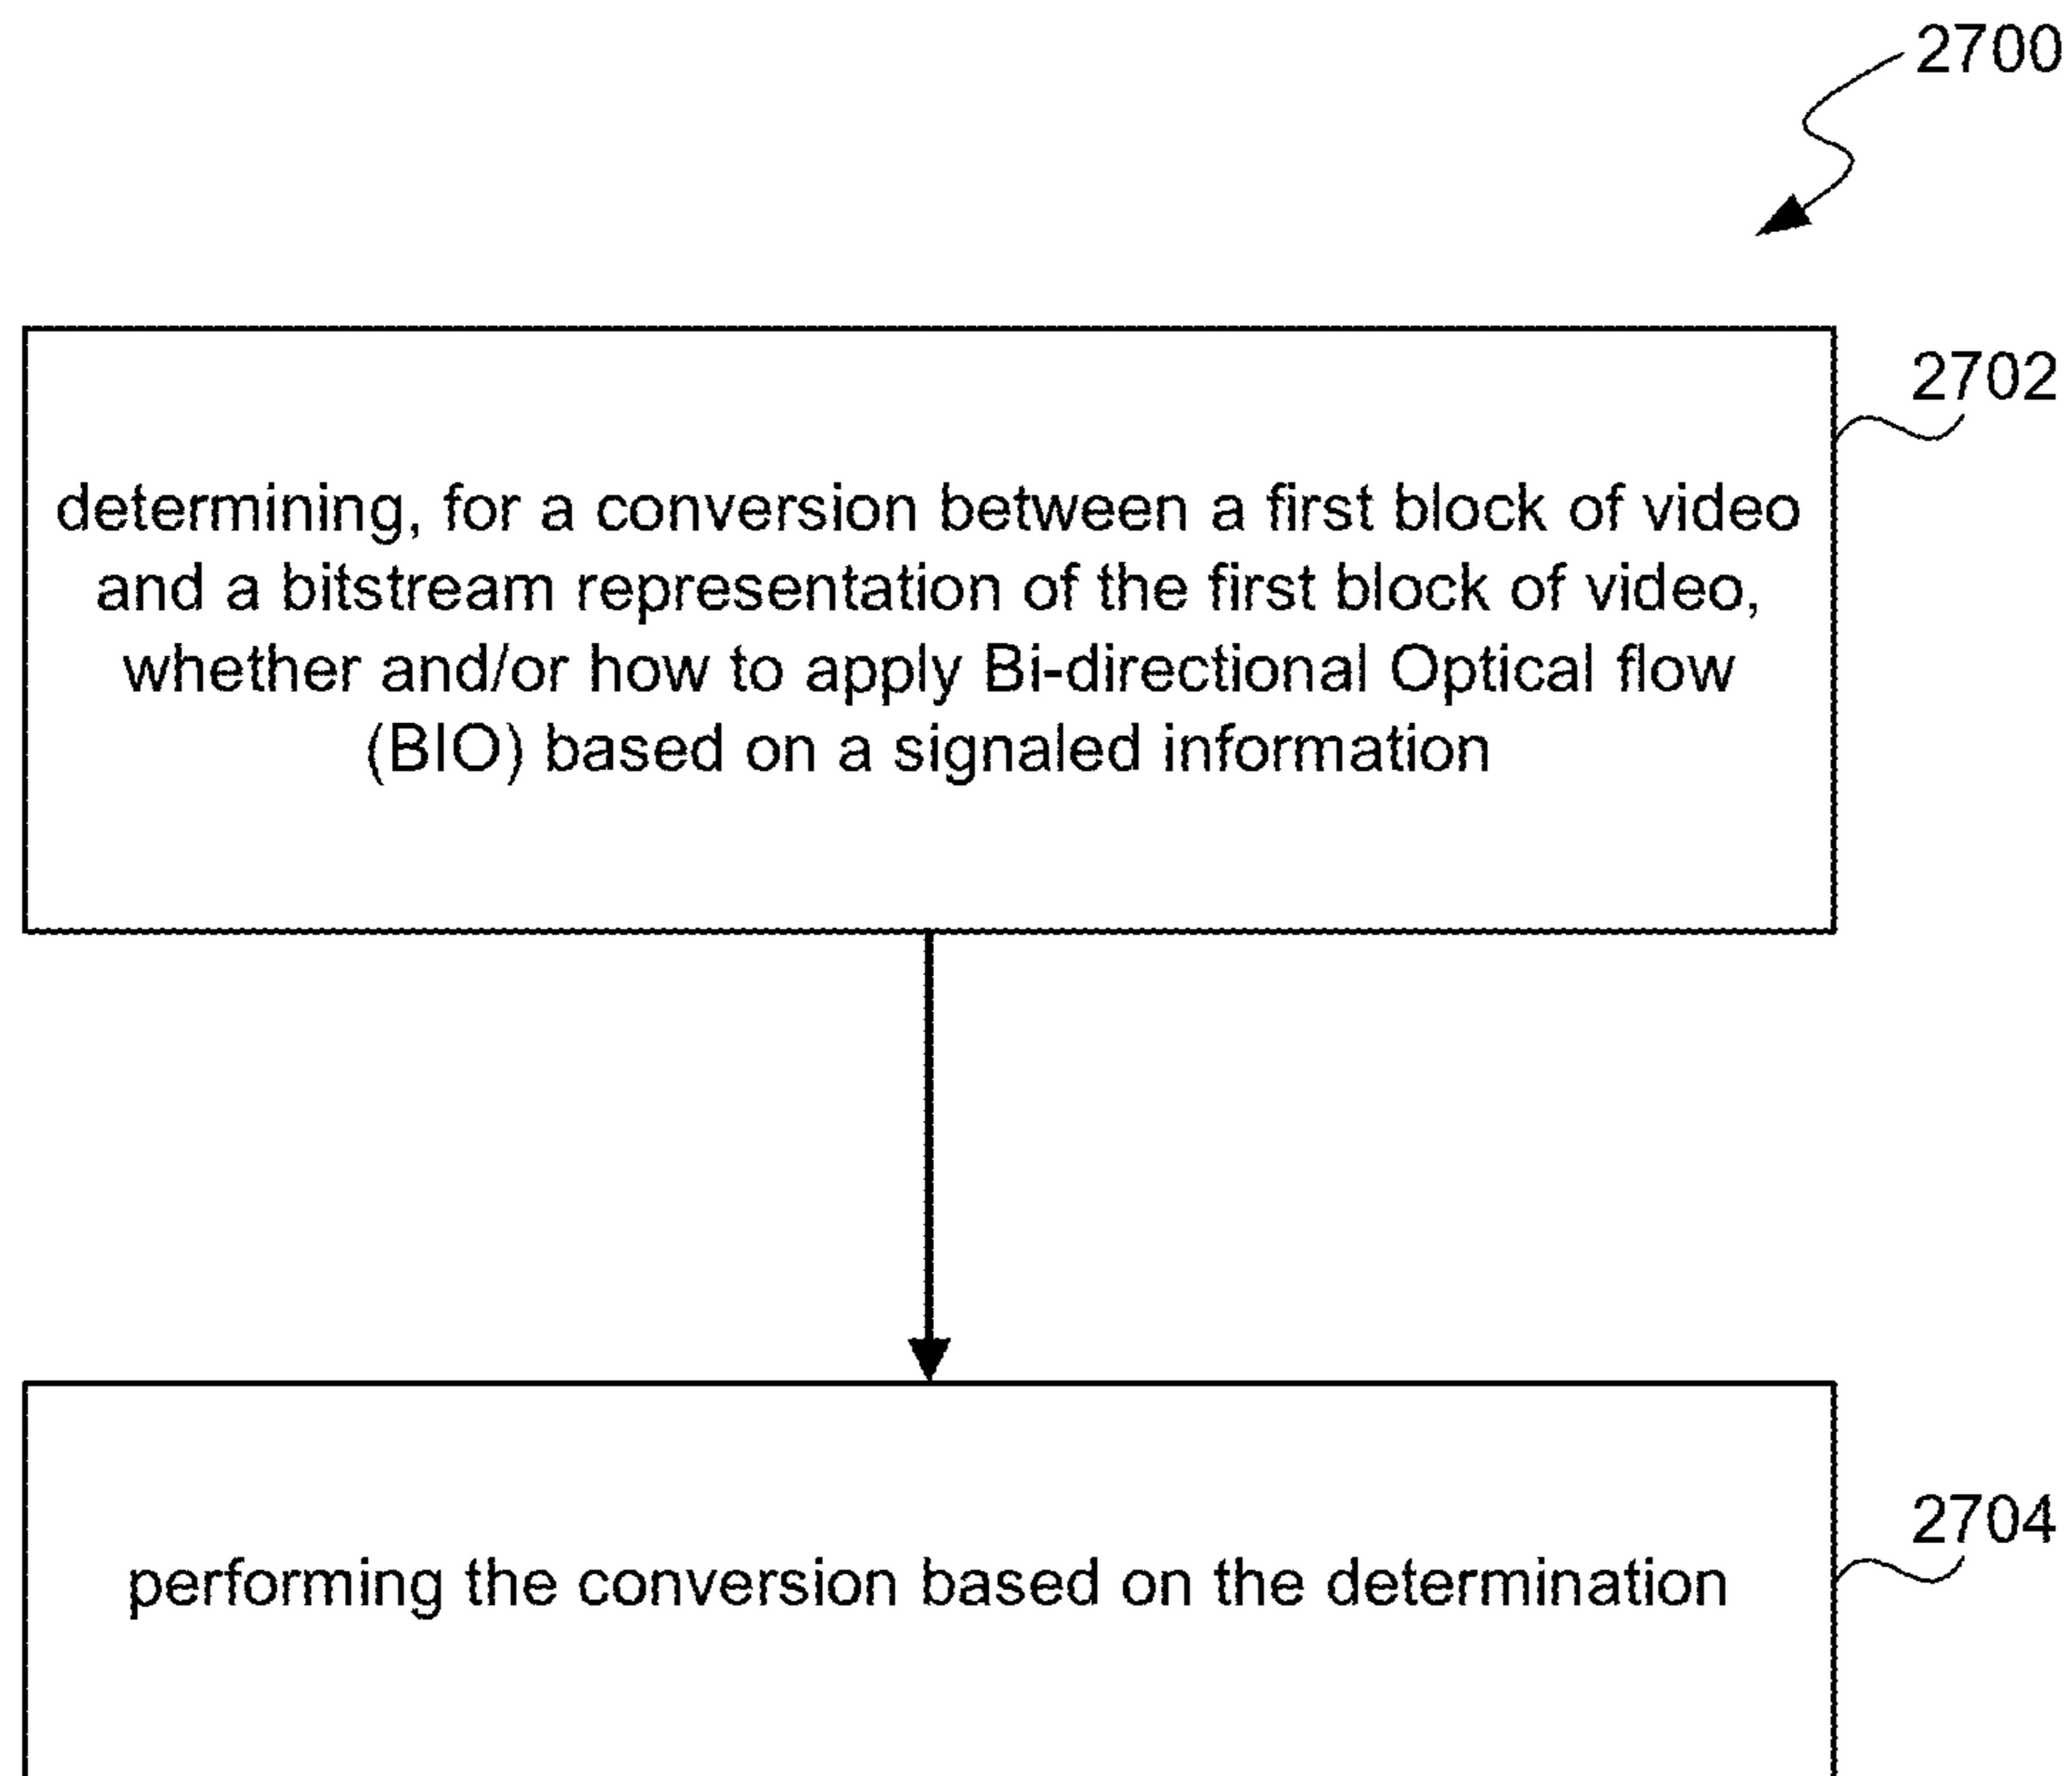 2700
2702
determining, for a conversion between a first block of video
and a bitstream representation of the first block of video,
whether and/or how to apply Bi-directional Optical flow
(BIO) based on a signaled information
2704
performing the conversion based on the determination